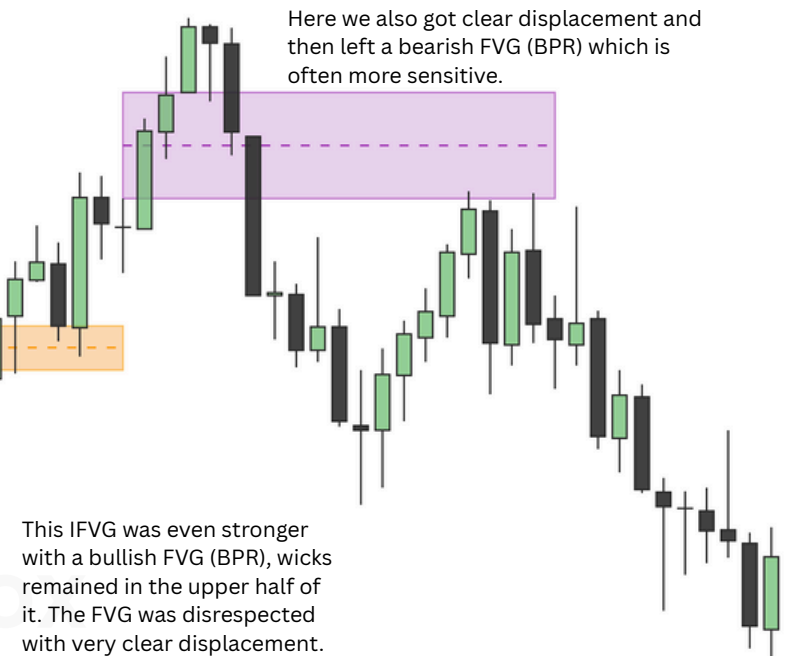 Here we also got clear displacement and
then left a bearish FVG (BPR) which is
often more sensitive.
This IFVG was even stronger
with a bullish FVG (BPR), wicks
remained in the upper half of
it. The FVG was disrespected
with very clear displacement.